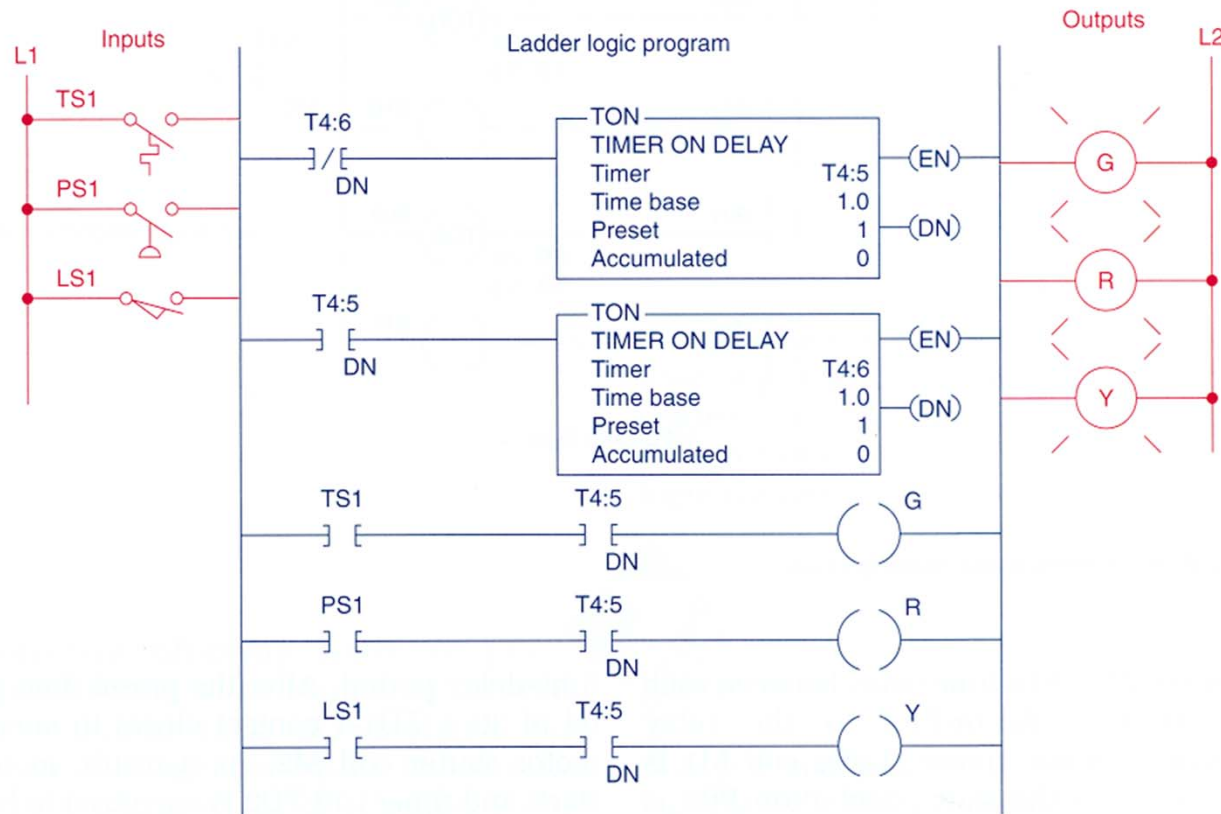 Inputs
Ladder logic program
Outputs
L1
L2
TS1
PS1
LS1
T4:6
DN
TON
TIMER ON DELAY
Timer T4:5
Time base 1.0
Preset 1
Accumulated 0
EN
DN
T4:5
DN
TON
TIMER ON DELAY
Timer T4:6
Time base 1.0
Preset 1
Accumulated 0
EN
DN
TS1 T4:5 G
DN
PS1 T4:5 R
DN
LS1 T4:5 Y
DN
G
R
Y